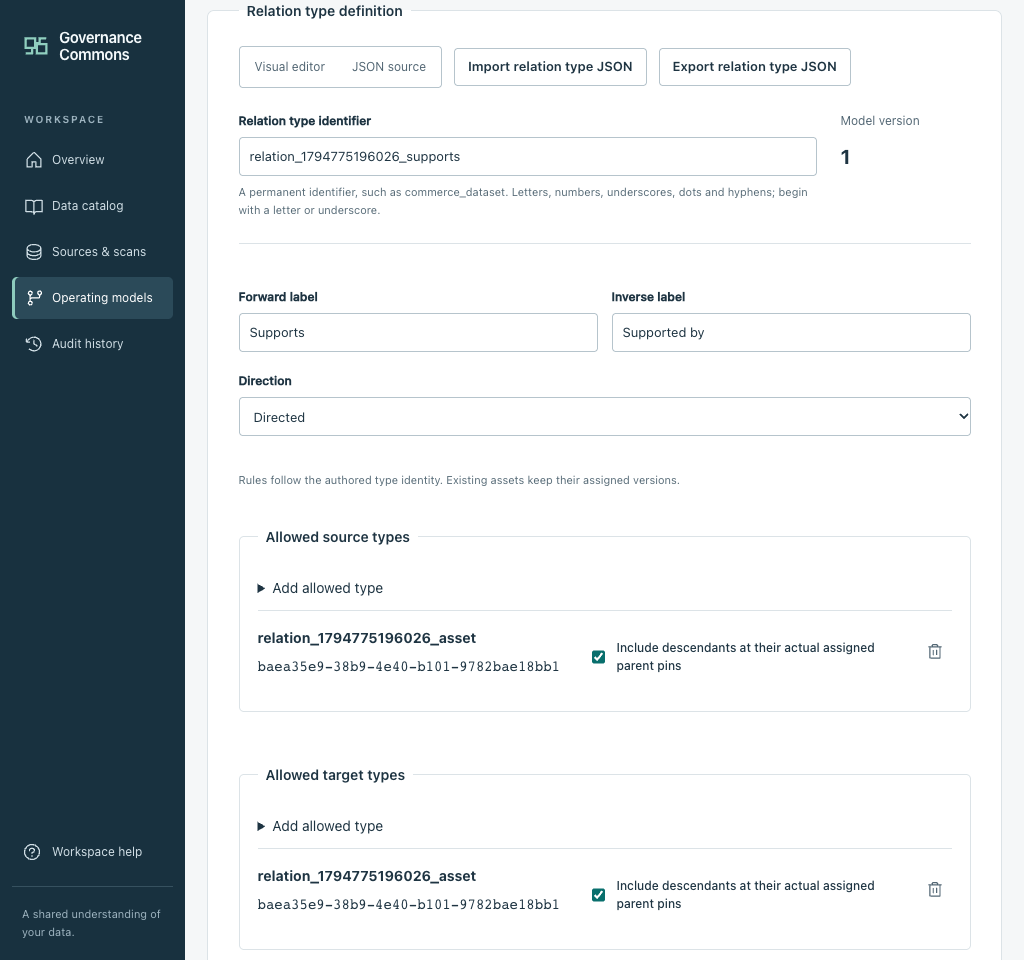 Governance
Commons
WORKSPACE
Overview
Data catalog
Sources & scans
Operating models
Audit history
Workspace help
A shared understanding of
your data.
Relation type definition
Visual editor
JSON source
Import relation type JSON
Export relation type JSON
Relation type identifier
Model version
relation_1794775196026_supports
1
A permanent identifier, such as commerce_dataset. Letters, numbers, underscores, dots and hyphens; begin
with a letter or underscore.
Forward label
Inverse label
Supports
Supported by
Direction
Directed
Rules follow the authored type identity. Existing assets keep their assigned versions.
Allowed source types
Add allowed type
relation_1794775196026_asset
baea35e9-38b9-4e40-b101-9782bae18bb1
Include descendants at their actual assigned
parent pins
Allowed target types
Add allowed type
relation_1794775196026_asset
baea35e9-38b9-4e40-b101-9782bae18bb1
Include descendants at their actual assigned
parent pins